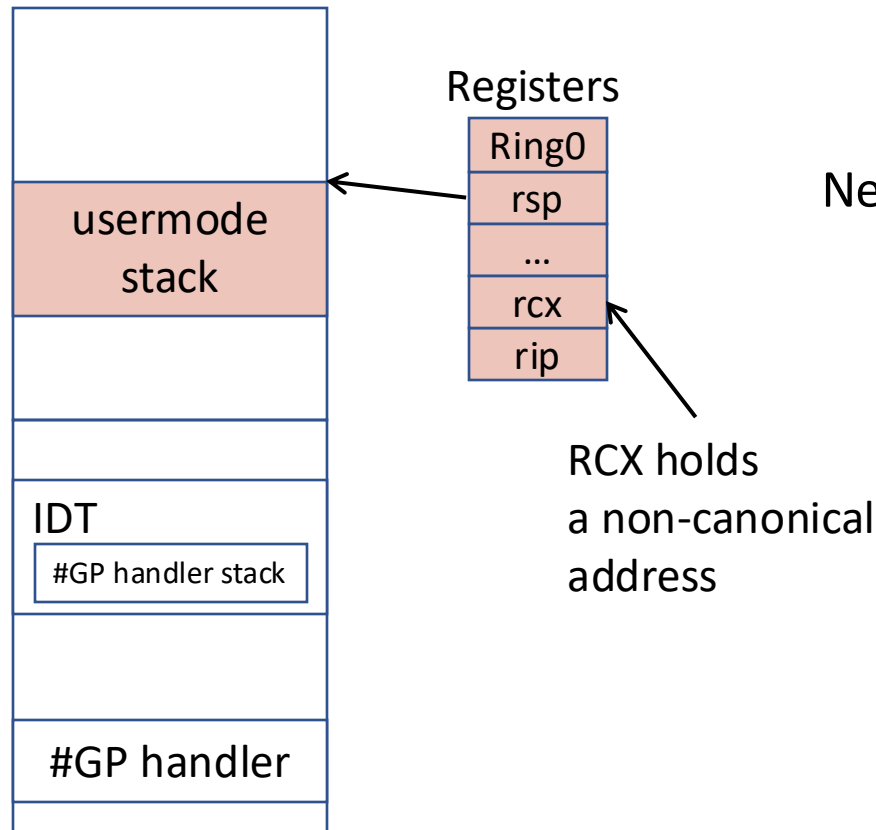 Registers
Ring0
rsp
...
rcx
rip
usermode
stack
RCX holds
a non-canonical
address
IDT
#GP handler stack
#GP handler